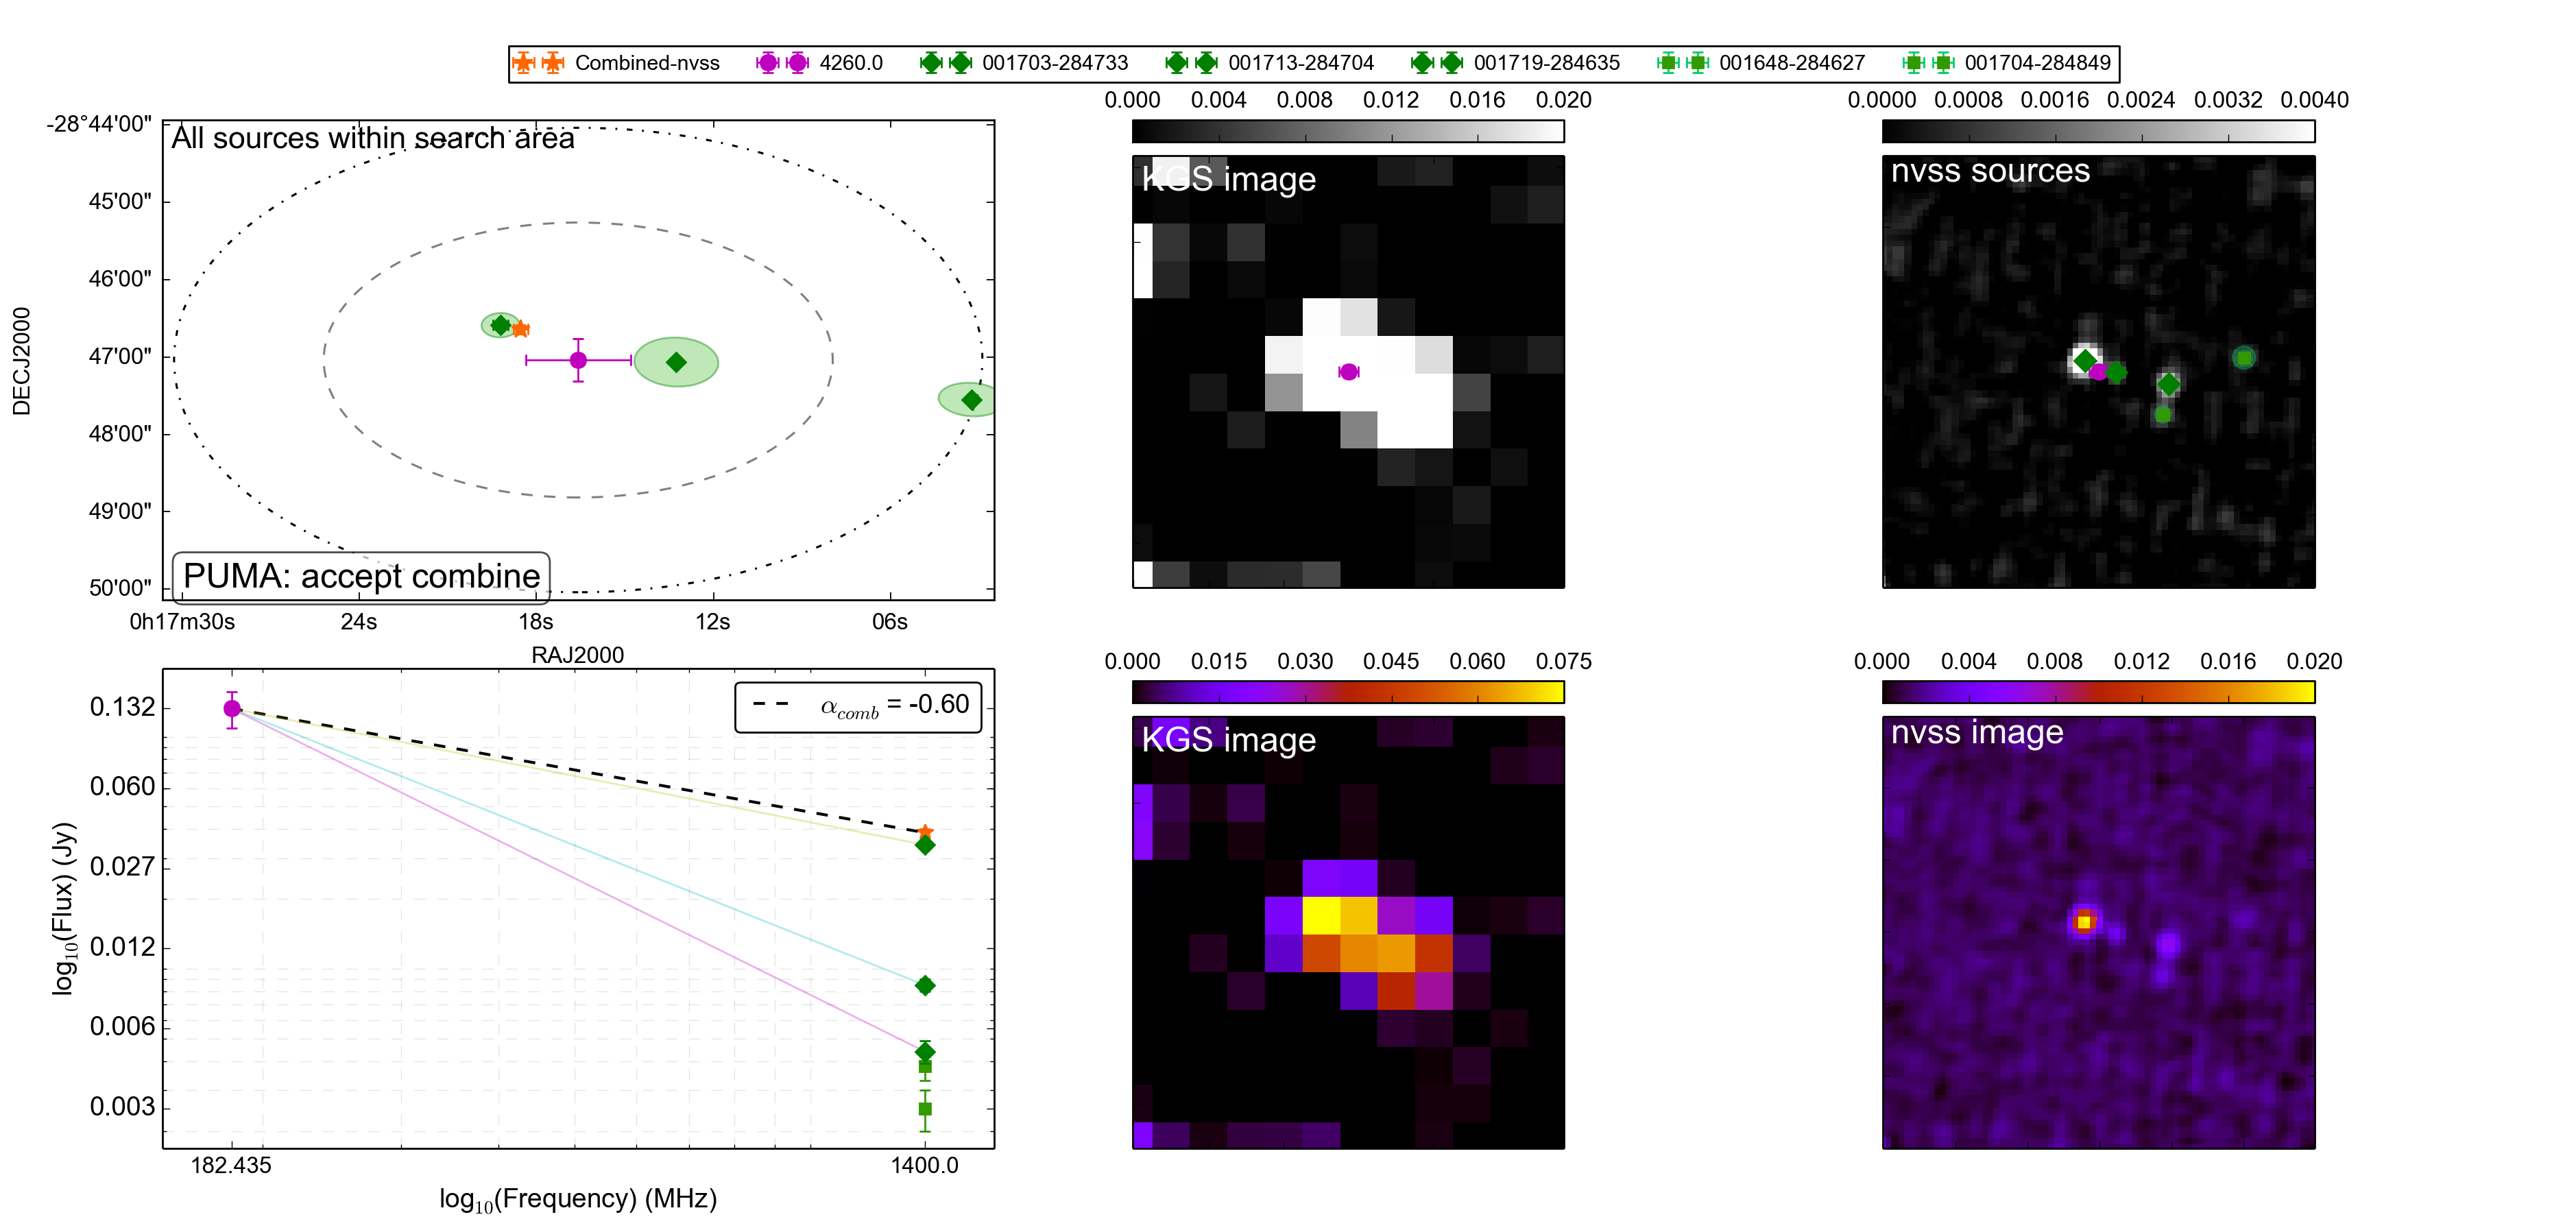 Combined-nvss 4260.0 001703-284733 001713-284704 001719-284635 001648-284627 001704-284849
0.000 0.004 0.008 0.012 0.016 0.020
0.0000 0.0008 0.0016 0.0024 0.0032 0.0040
All sources within search area
-28°44'00"
45'00"
46'00"
47'00"
48'00"
49'00"
50'00"
DECJ2000
PUMA: accept combine
0h17m30s 24s 18s 12s 06s
RAJ2000
KGS image
nvss sources
α_comb = -0.60
0.132
0.060
0.027
0.012
0.006
0.003
log10(Flux) (Jy)
182.435 1400.0
log10(Frequency) (MHz)
0.000 0.015 0.030 0.045 0.060 0.075
KGS image
0.000 0.004 0.008 0.012 0.016 0.020
nvss image